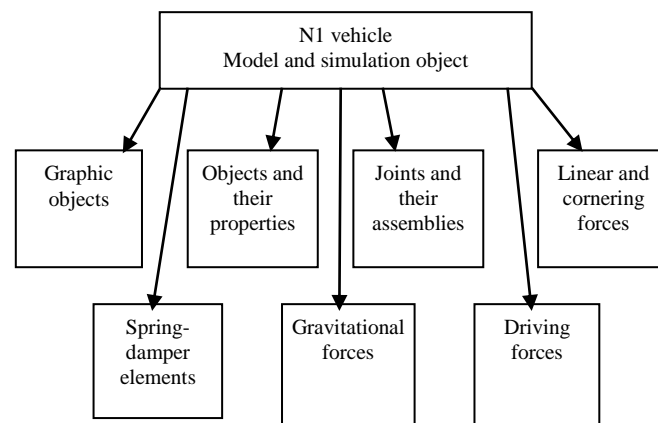 N1 vehicle
Model and simulation object
Graphic
objects
Objects and
their
properties
Joints and
their
assemblies
Linear and
cornering
forces
Spring-
damper
elements
Gravitational
forces
Driving
forces